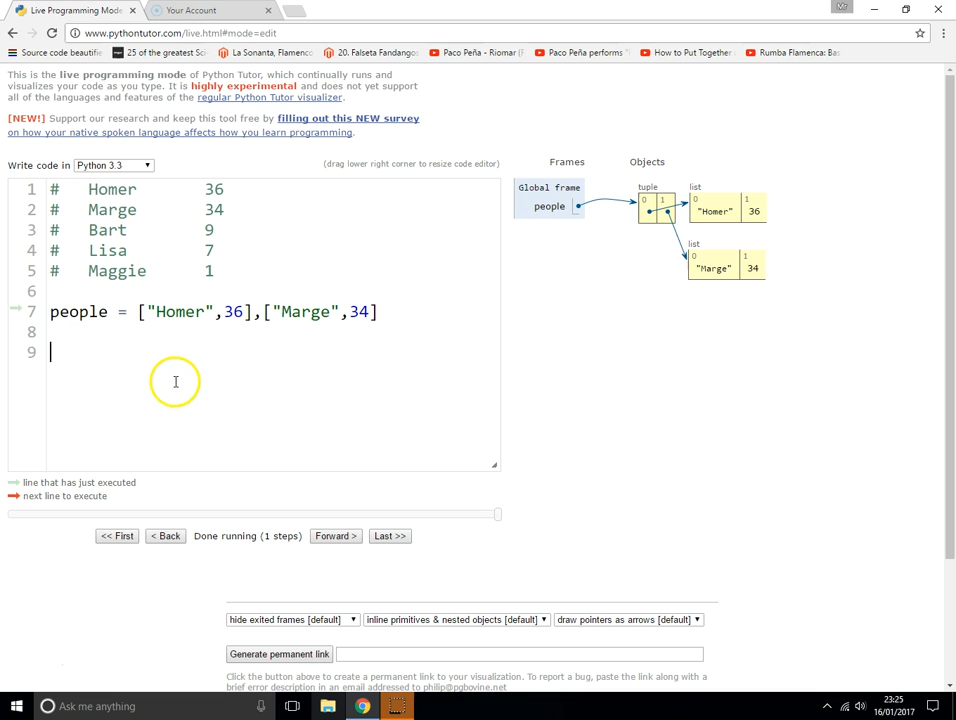 Live Programming Mode
Your Account
Mr
www.pythontutor.com/live.html#mode=edit
Source code beautifie
25 of the greatest Sci
La Sonanta, Flamenco
20. Falseta Fandangos
Paco Peña - Riomar (F
Paco Peña performs "
How to Put Together
Rumba Flamenca: Bas
This is the live programming mode of Python Tutor, which continually runs and
visualizes your code as you type. It is highly experimental and does not yet support
all of the languages and features of the regular Python Tutor visualizer.
[NEW!] Support our research and keep this tool free by filling out this NEW survey
on how your native spoken language affects how you learn programming.
Write code in Python 3.3
(drag lower right corner to resize code editor)
Frames
Objects
1 # Homer 36
2 # Marge 34
3 # Bart 9
4 # Lisa 7
5 # Maggie 1
6
7 people = ["Homer",36],["Marge",34]
8
9
Global frame
people
tuple
0 1
list
0 1
"Homer" 36
list
0 1
"Marge" 34
line that has just executed
next line to execute
<< First
< Back
Done running (1 steps)
Forward >
Last >>
hide exited frames [default]
inline primitives & nested objects [default]
draw pointers as arrows [default]
Generate permanent link
Click the button above to create a permanent link to your visualization. To report a bug, paste the link along with a
brief error description in an email addressed to philip@pgbovine.net
Ask me anything
23:25
16/01/2017